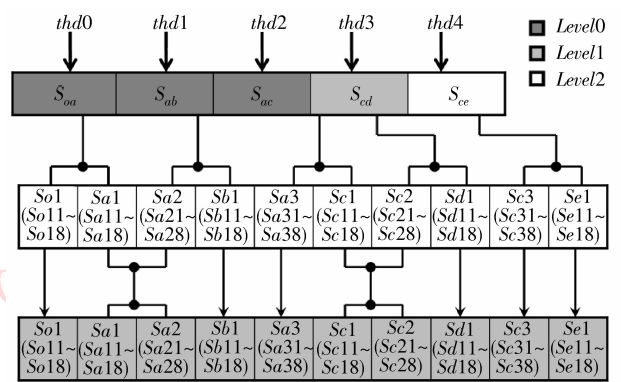 thd0 thd1 thd2 thd3 thd4
Level0
Level1
Level2
Soa Sab Sac Scd Sce
So1 Sa1 Sa2 Sb1 Sa3 Sc1 Sc2 Sd1 Sc3 Se1
(So11~ (Sa11~ (Sa21~ (Sb11~ (Sa31~ (Sc11~ (Sc21~ (Sd11~ (Sc31~ (Se11~
So18) Sa18) Sa28) Sb18) Sa38) Sc18) Sc28) Sd18) Sc38) Se18)
So1 Sa1 Sa2 Sb1 Sa3 Sc1 Sc2 Sd1 Sc3 Se1
(So11~ (Sa11~ (Sa21~ (Sb11~ (Sa31~ (Sc11~ (Sc21~ (Sd11~ (Sc31~ (Se11~
So18) Sa18) Sa28) Sb18) Sa38) Sc18) Sc28) Sd18) Sc38) Se18)